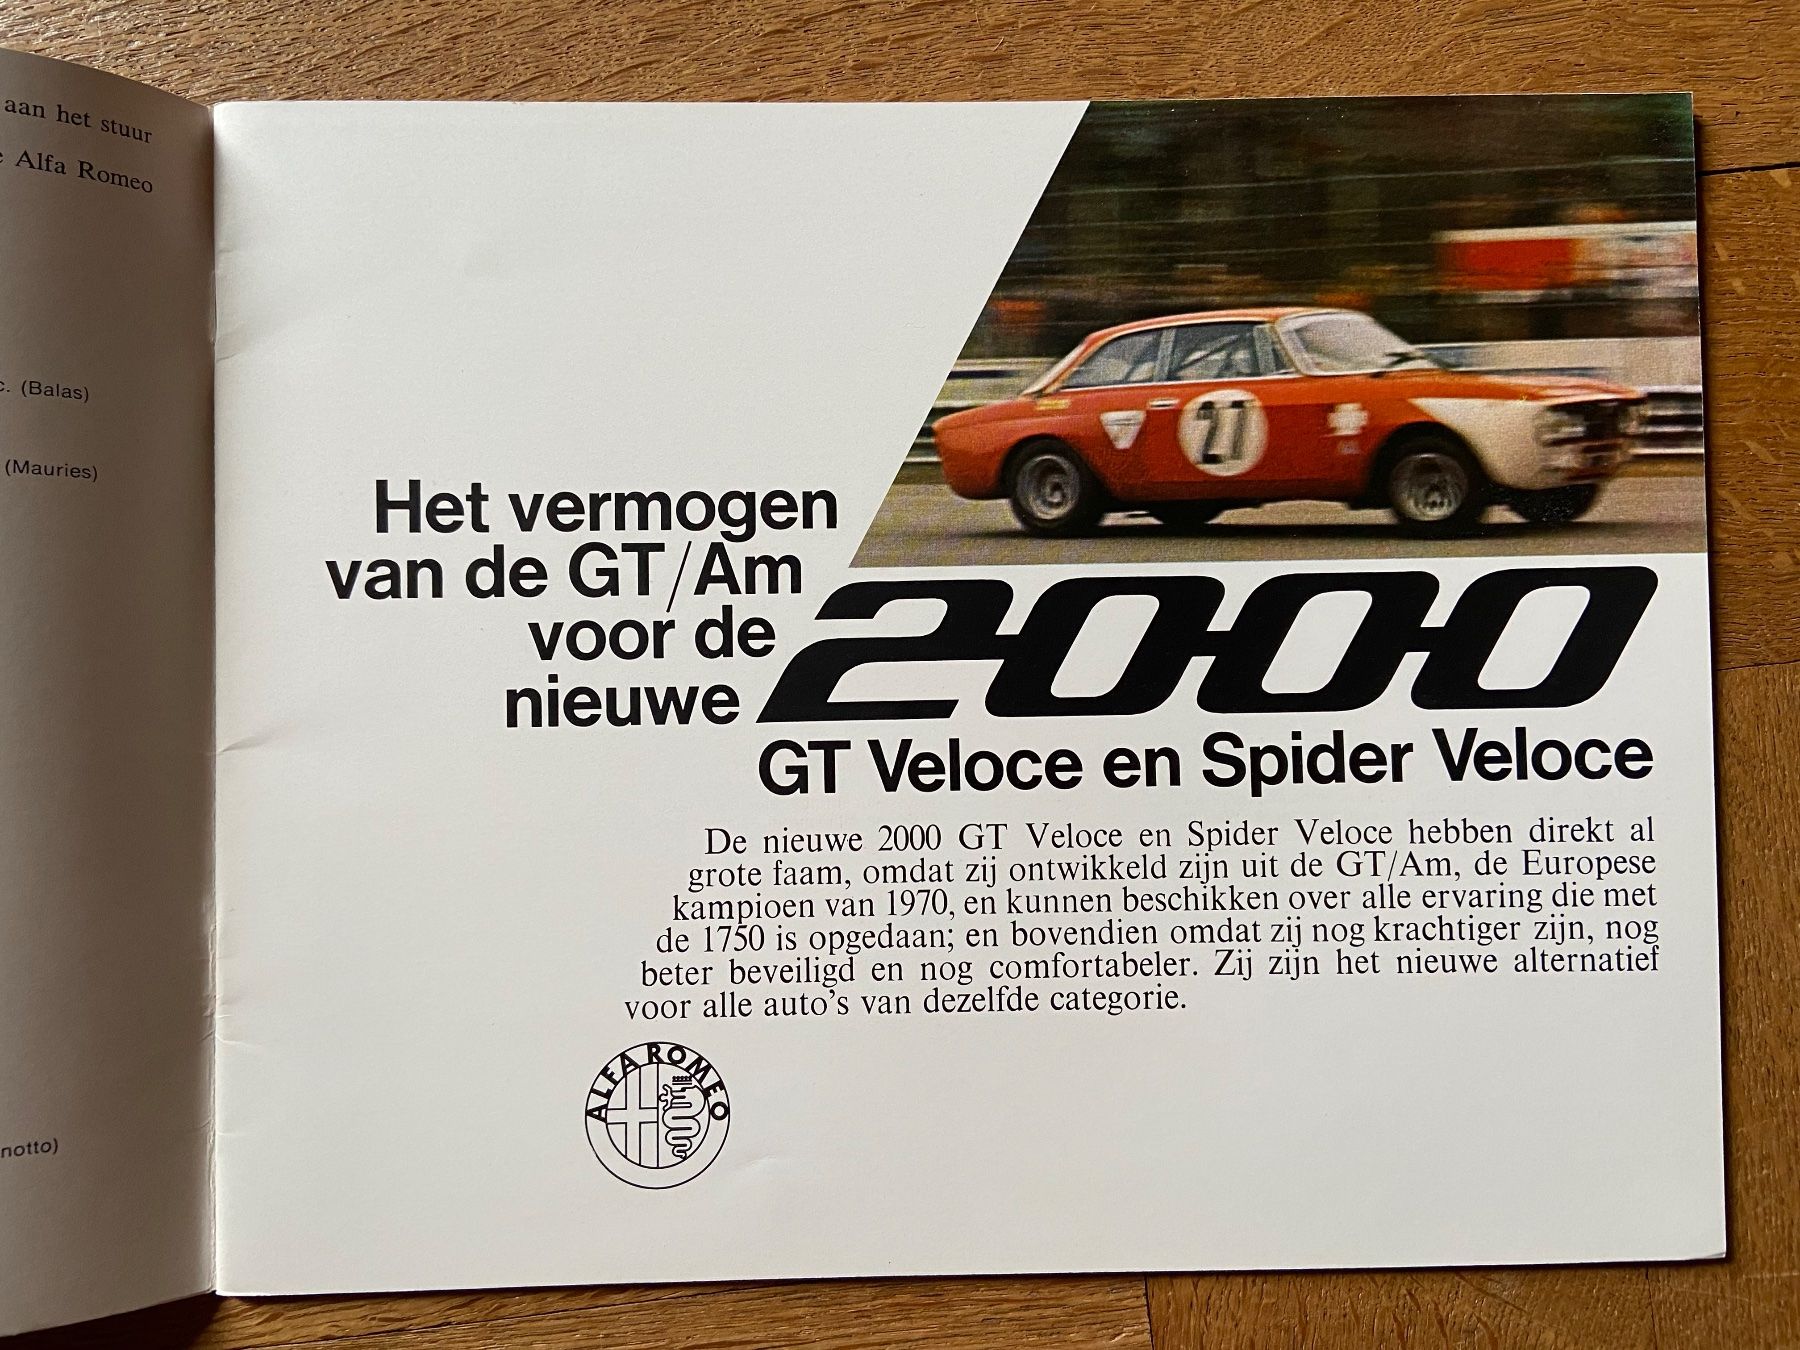 aan het stuur
Alfa Romeo
c. (Balas)
(Mauries)
notto)
27
Het vermogen
van de GT/Am
voor de
nieuwe 2000
GT Veloce en Spider Veloce
De nieuwe 2000 GT Veloce en Spider Veloce hebben direkt al
grote faam, omdat zij ontwikkeld zijn uit de GT/Am, de Europese
kampioen van 1970, en kunnen beschikken over alle ervaring die met
de 1750 is opgedaan; en bovendien omdat zij nog krachtiger zijn, nog
beter beveiligd en nog comfortabeler. Zij zijn het nieuwe alternatief
voor alle auto's van dezelfde categorie.
ALFA ROMEO